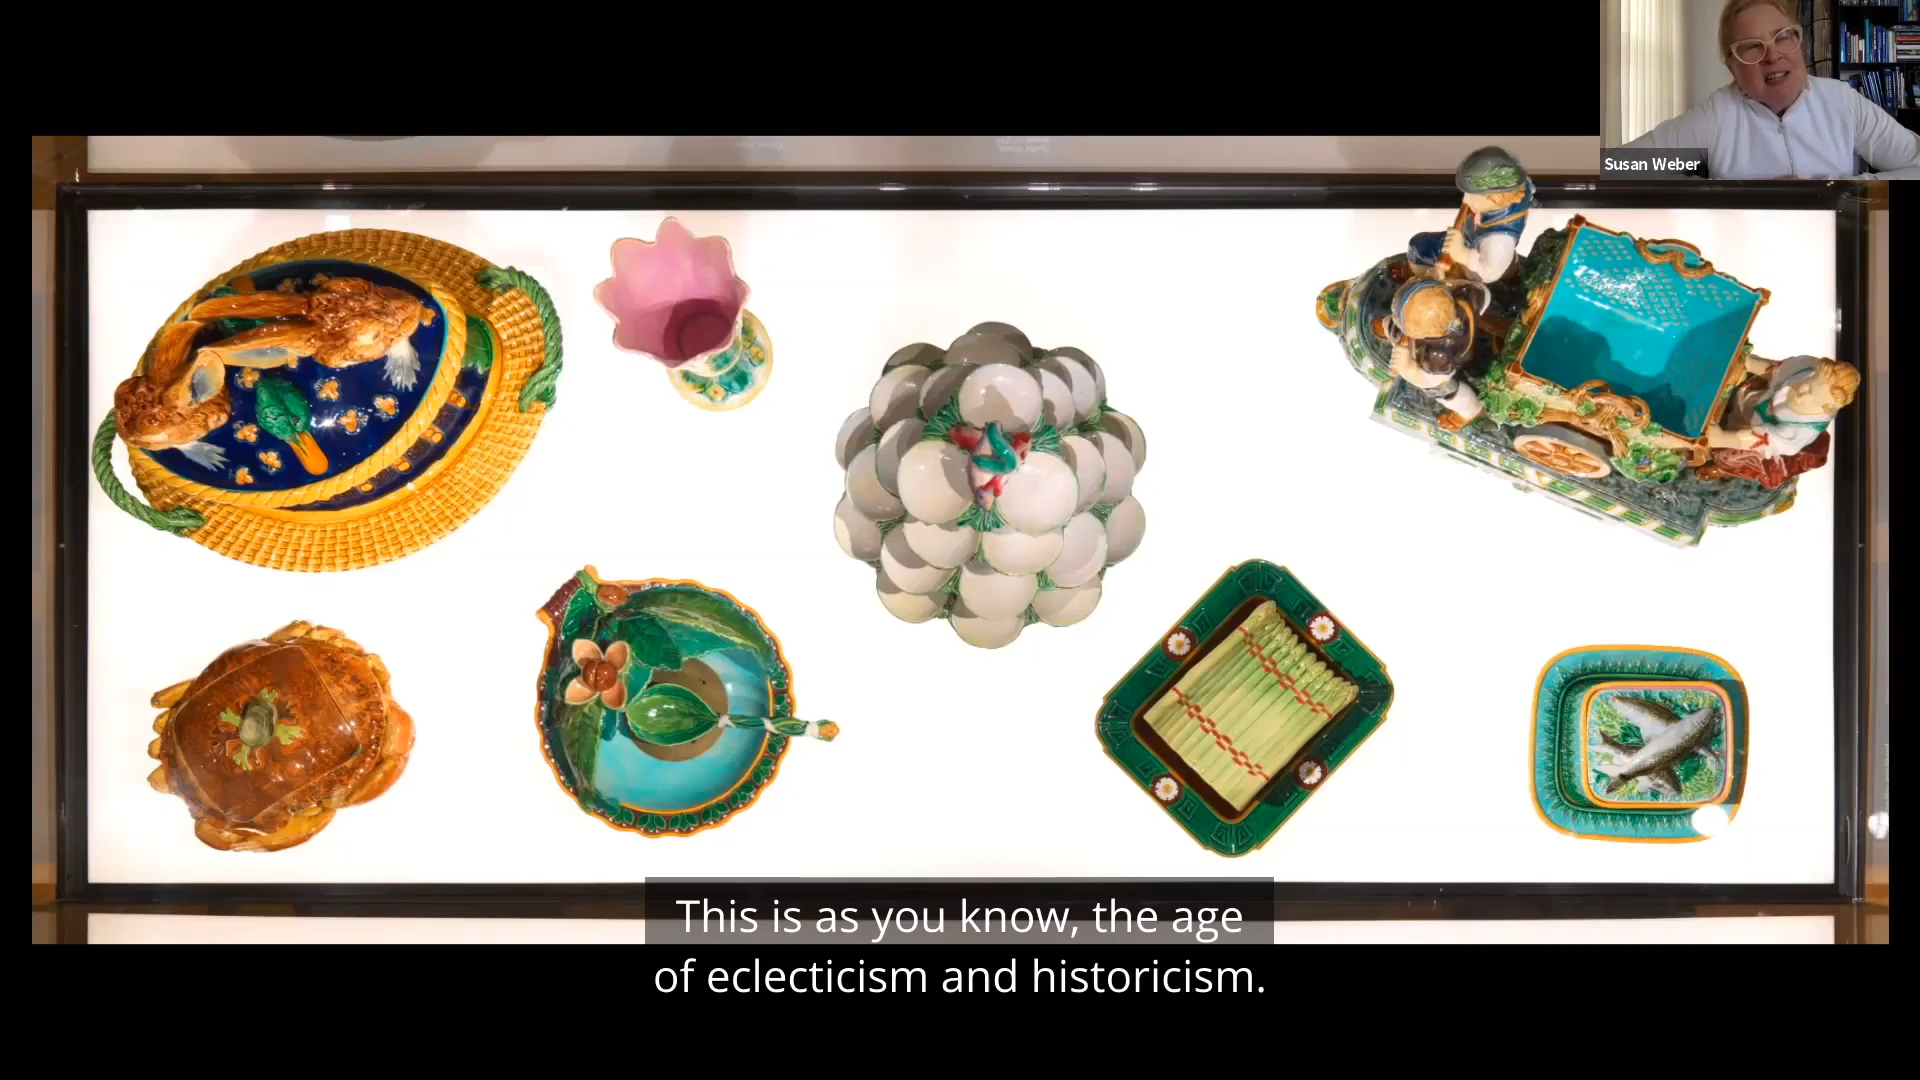 Susan Weber
This is as you know, the age
of eclecticism and historicism.